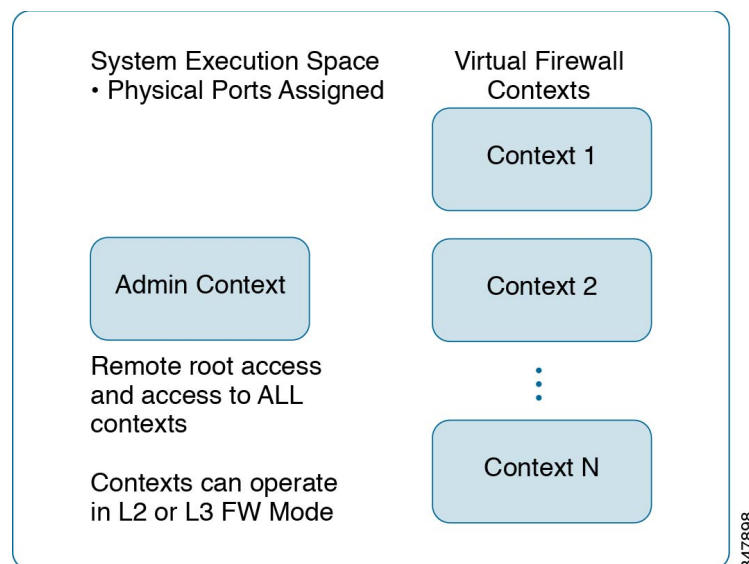 System Execution Space
• Physical Ports Assigned
Virtual Firewall
Contexts
Context 1
Admin Context
Context 2
Remote root access
and access to ALL
contexts
Context N
Contexts can operate
in L2 or L3 FW Mode
347898